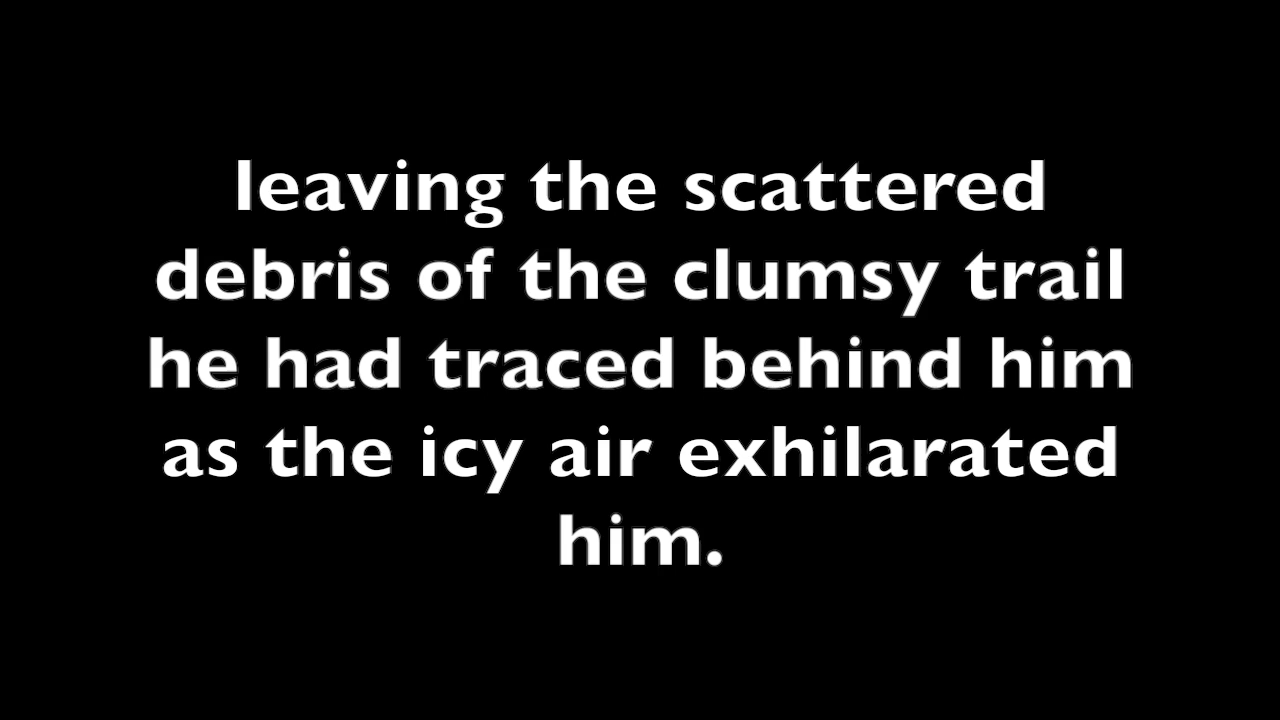 leaving the scattered
debris of the clumsy trail
he had traced behind him
as the icy air exhilarated
him.